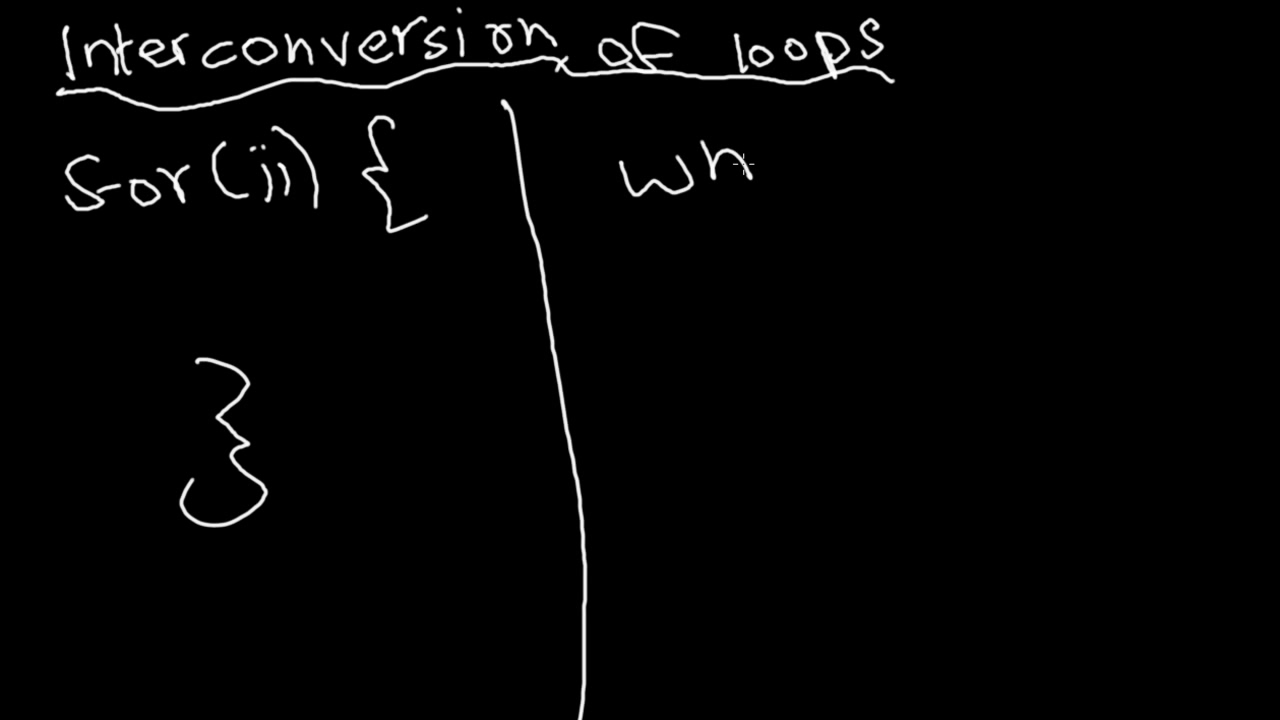 Interconversion of loops
for(;;) {
wh
}